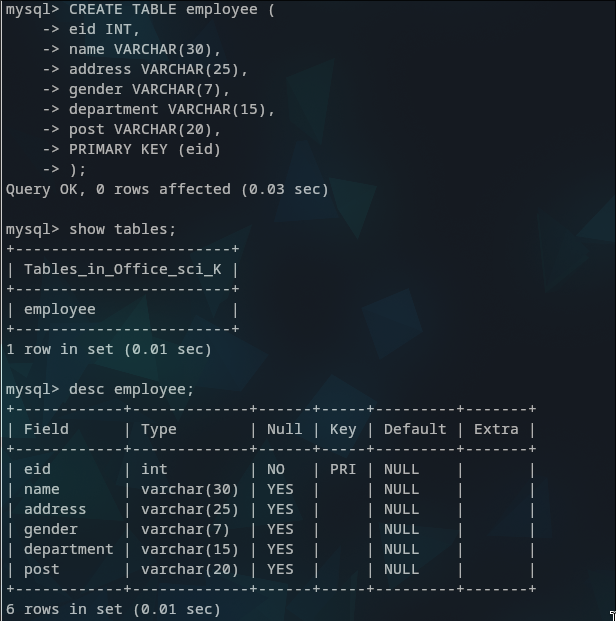 mysql> CREATE TABLE employee (
    -> eid INT,
    -> name VARCHAR(30),
    -> address VARCHAR(25),
    -> gender VARCHAR(7),
    -> department VARCHAR(15),
    -> post VARCHAR(20),
    -> PRIMARY KEY (eid)
    -> );
Query OK, 0 rows affected (0.03 sec)

mysql> show tables;
+------------------------+
| Tables_in_Office_sci_K |
+------------------------+
| employee               |
+------------------------+
1 row in set (0.01 sec)

mysql> desc employee;
+------------+-------------+------+-----+---------+-------+
| Field      | Type        | Null | Key | Default | Extra |
+------------+-------------+------+-----+---------+-------+
| eid        | int         | NO   | PRI | NULL    |       |
| name       | varchar(30) | YES  |     | NULL    |       |
| address    | varchar(25) | YES  |     | NULL    |       |
| gender     | varchar(7)  | YES  |     | NULL    |       |
| department | varchar(15) | YES  |     | NULL    |       |
| post       | varchar(20) | YES  |     | NULL    |       |
+------------+-------------+------+-----+---------+-------+
6 rows in set (0.01 sec)